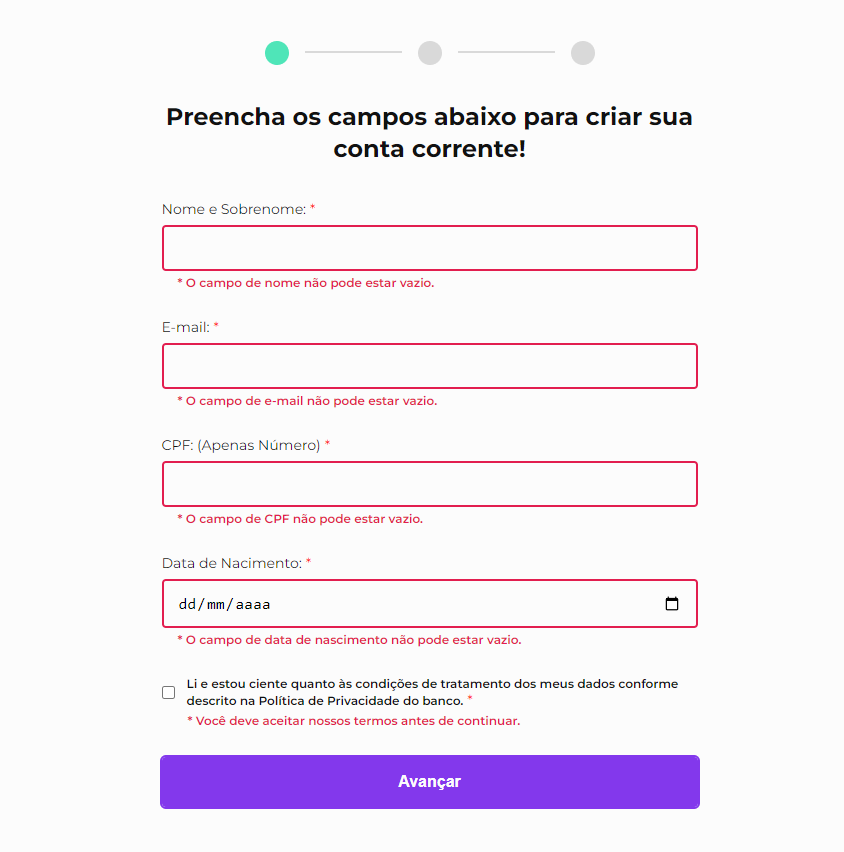 Preencha os campos abaixo para criar sua
conta corrente!
Nome e Sobrenome: *
* O campo de nome não pode estar vazio.
E-mail: *
* O campo de e-mail não pode estar vazio.
CPF: (Apenas Número) *
* O campo de CPF não pode estar vazio.
Data de Nacimento: *
dd/mm/aaaa
* O campo de data de nascimento não pode estar vazio.
Li e estou ciente quanto às condições de tratamento dos meus dados conforme
descrito na Política de Privacidade do banco. *
* Você deve aceitar nossos termos antes de continuar.
Avançar